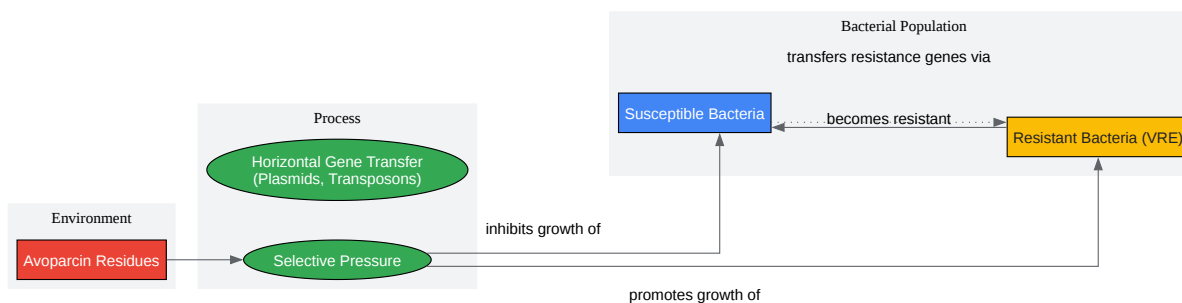 Bacterial Population
transfers resistance genes via
Susceptible Bacteria
becomes resistant
Resistant Bacteria (VRE)
Process
Horizontal Gene Transfer
(Plasmids, Transposons)
Environment
Avoparcin Residues
Selective Pressure
inhibits growth of
promotes growth of